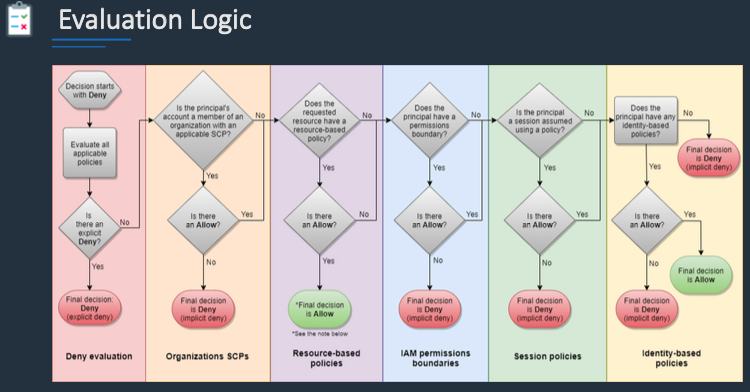 Evaluation Logic
Decision starts
with Deny
Evaluate all
applicable
policies
Is
there an
explicit
Deny?
No
Yes
Final decision:
Deny
(explicit deny)
Deny evaluation
Is the principal's
account a member of an
organization with an
applicable SCP?
No
Yes
Is there
an Allow?
Yes
No
Final decision
is Deny
(implicit deny)
Organizations SCPs
Does the
requested
resource have a
resource-based
policy?
No
Yes
Is there
an Allow?
No
Yes
*Final decision
is Allow
*See the note below
Resource-based
policies
Does the
principal have a
permissions
boundary?
No
Yes
Is there
an Allow?
Yes
No
Final decision
is Deny
(implicit deny)
IAM permissions
boundaries
Is the principal
a session assumed
using a policy?
No
Yes
Is there
an Allow?
Yes
No
Final decision
is Deny
(implicit deny)
Session policies
Does the
principal have any
identity-based
policies?
No
Final decision
is Deny
(implicit deny)
Yes
Is there
an Allow?
Yes
Final decision
is Allow
No
Final decision
is Deny
(implicit deny)
Identity-based
policies